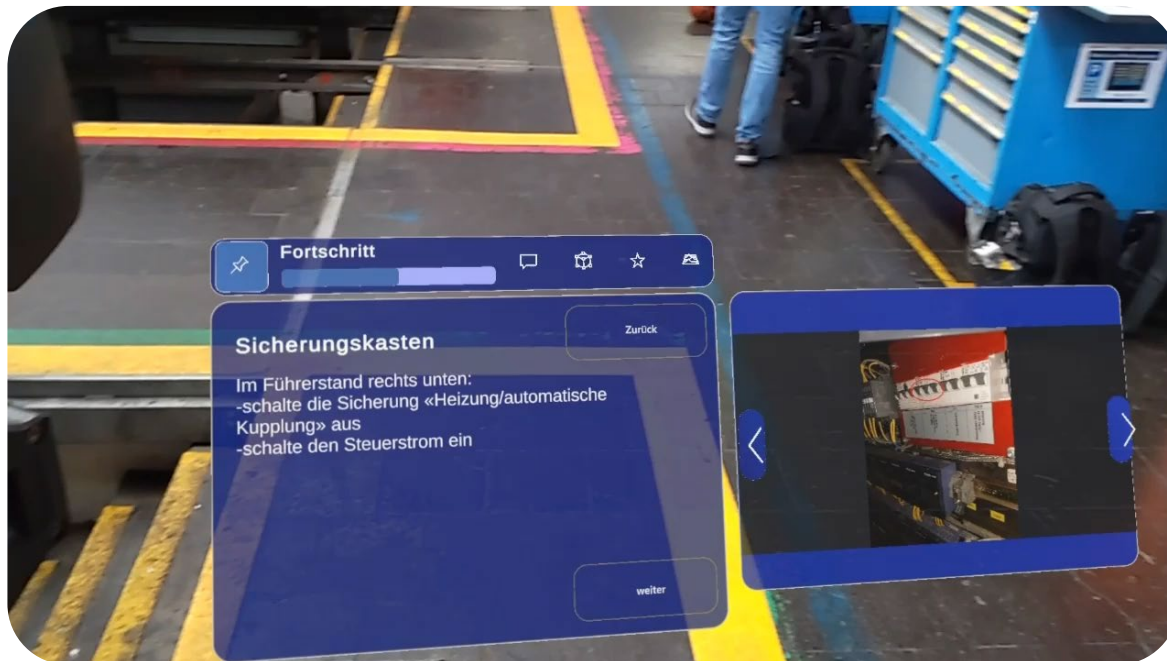 Fortschritt
Zurück
Sicherungskasten
Im Führerstand rechts unten:
-schalte die Sicherung «Heizung/automatische
Kupplung» aus
-schalte den Steuerstrom ein
weiter